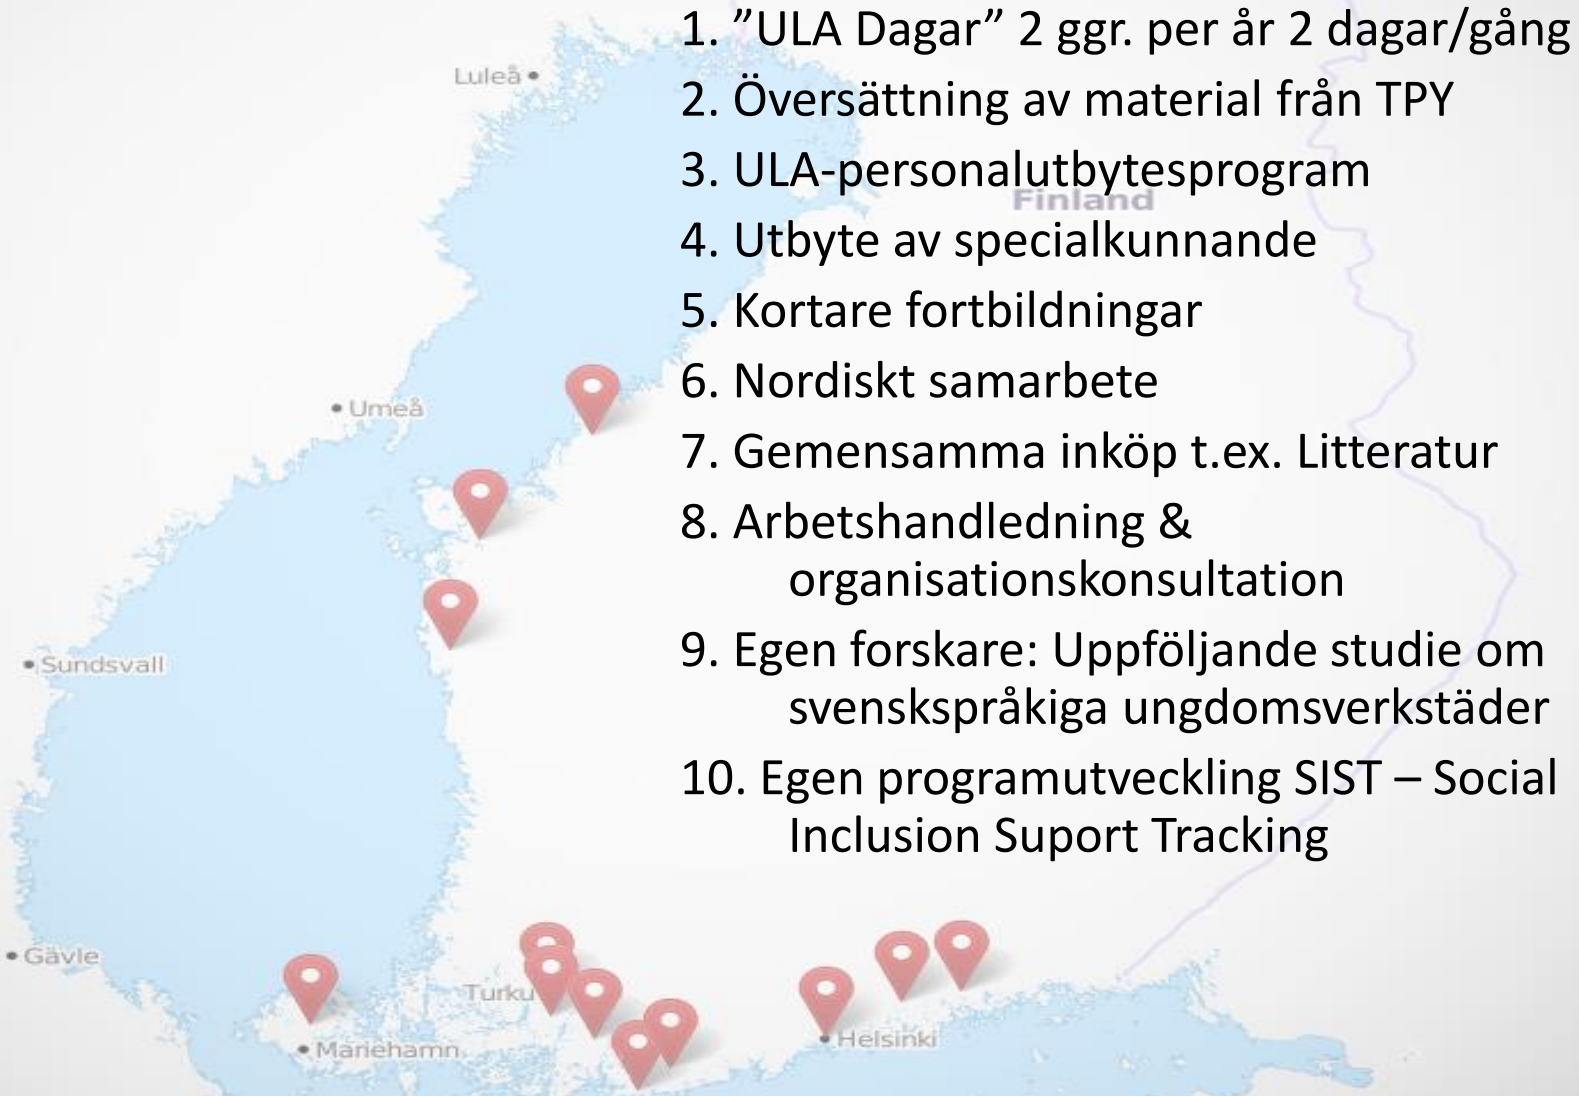 1. ”ULA Dagar” 2 ggr. per år 2 dagar/gång
Luleå
2. Översättning av material från TPY
3. ULA-personalutbytesprogram
Finland
4. Utbyte av specialkunnande
5. Kortare fortbildningar
6. Nordiskt samarbete
Umeå
7. Gemensamma inköp t.ex. Litteratur
8. Arbetshandledning &
organisationskonsultation
9. Egen forskare: Uppföljande studie om
Sundsvall
svenskspråkiga ungdomsverkstäder
10. Egen programutveckling SIST – Social
Inclusion Suport Tracking
Gävle
Turku
Helsinki
Mariehamn